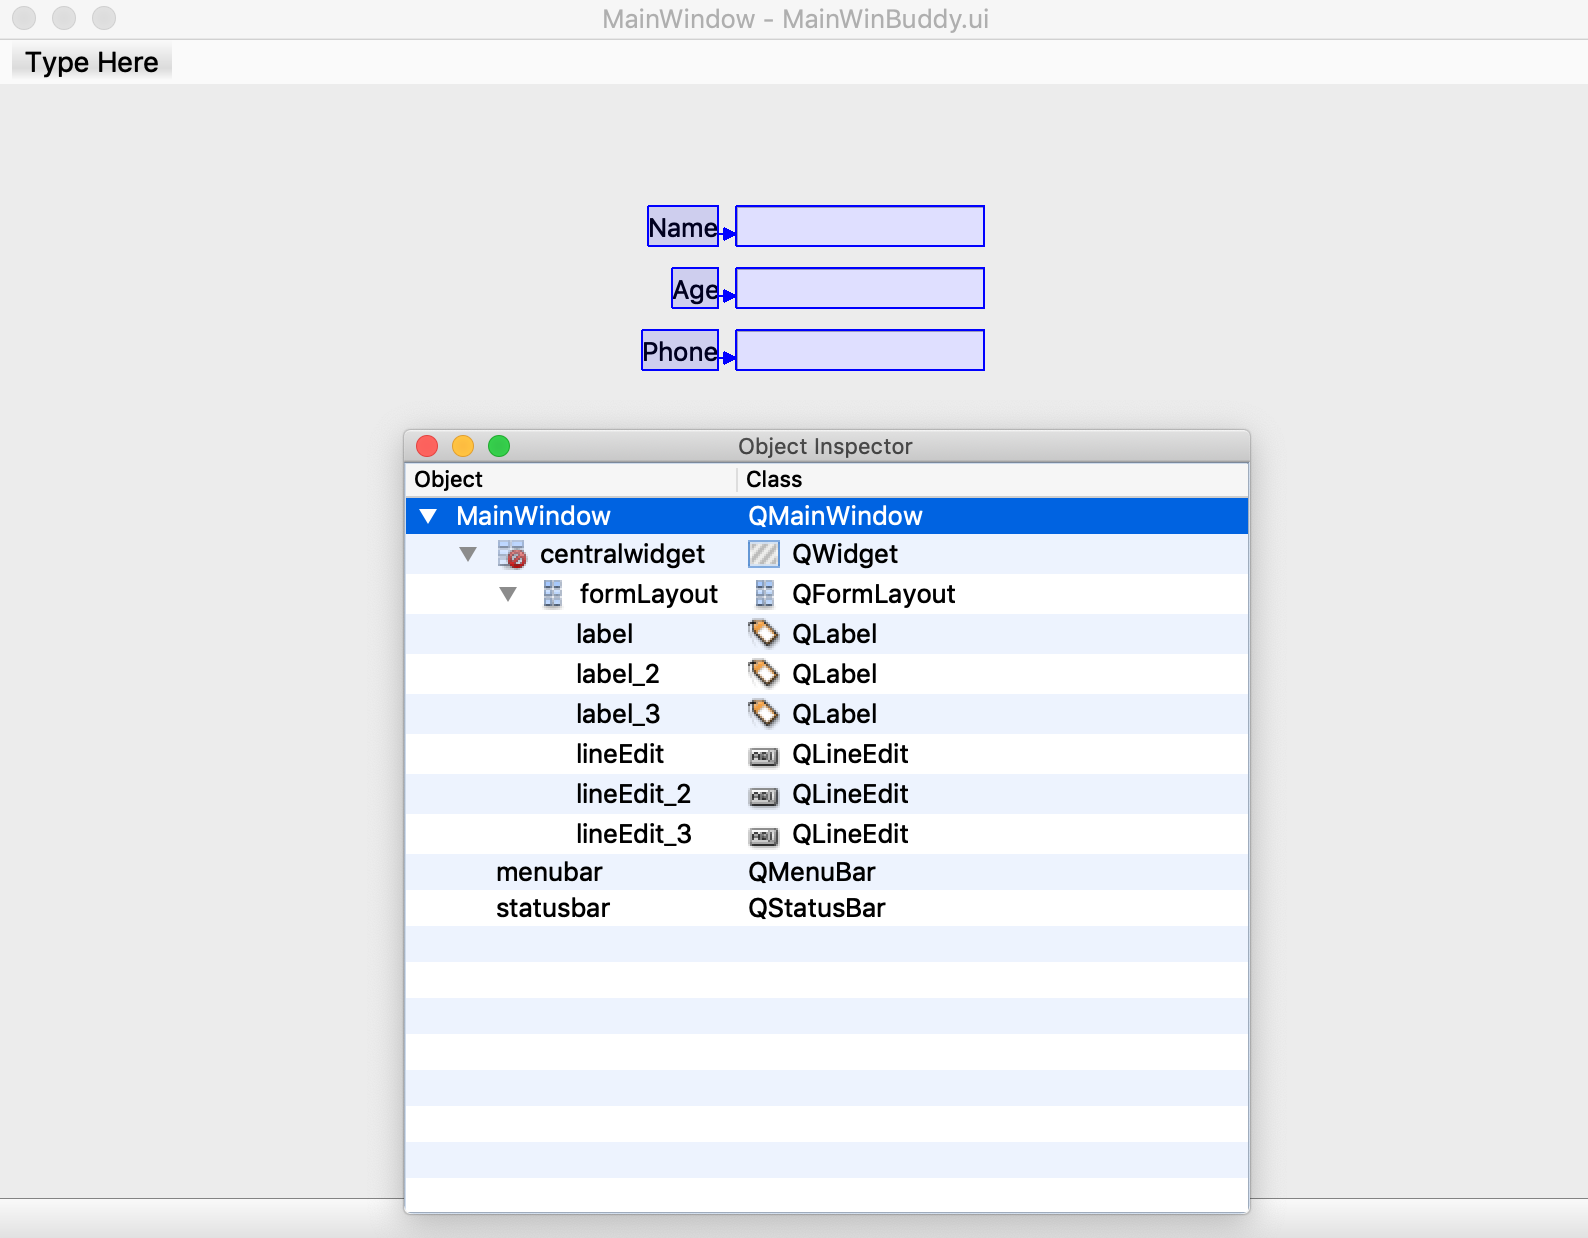 MainWindow - MainWinBuddy.ui
Type Here
Name
Age
Phone
Object Inspector
Object Class
MainWindow QMainWindow
centralwidget QWidget
formLayout QFormLayout
label QLabel
label_2 QLabel
label_3 QLabel
lineEdit QLineEdit
lineEdit_2 QLineEdit
lineEdit_3 QLineEdit
menubar QMenuBar
statusbar QStatusBar